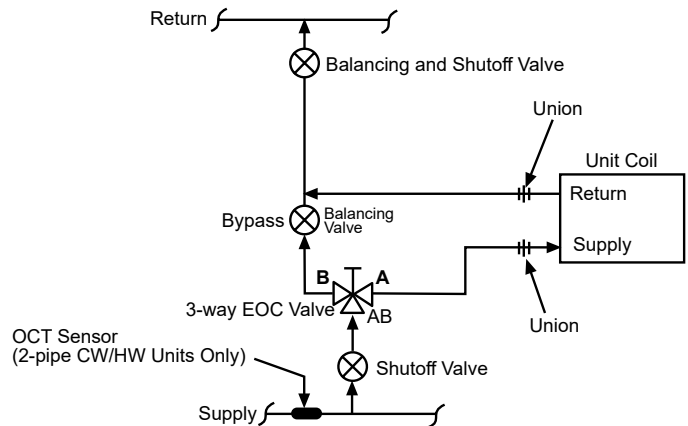 Return
Balancing and Shutoff Valve
Union
Unit Coil
Return
Bypass
Balancing
Valve
Supply
B
A
3-way EOC Valve
AB
Union
OCT Sensor
(2-pipe CW/HW Units Only)
Shutoff Valve
Supply